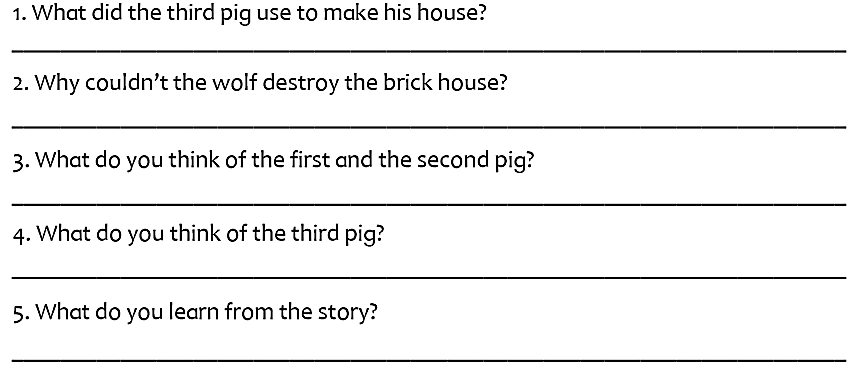 1. What did the third pig use to make his house?
2. Why couldn't the wolf destroy the brick house?
3. What do you think of the first and the second pig?
4. What do you think of the third pig?
5. What do you learn from the story?